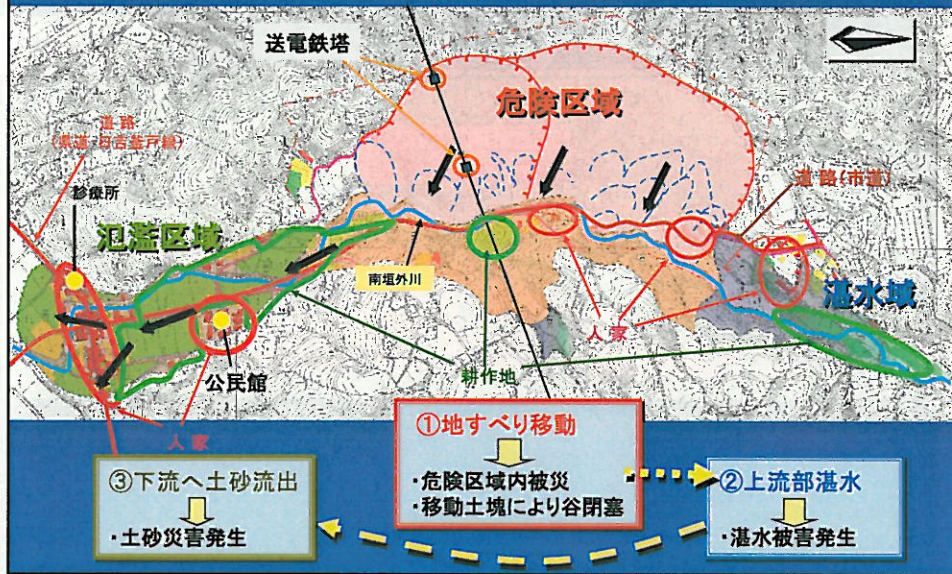 送電鉄塔
危険区域
道路
(県道・日吉釜戸線)
診療所
氾濫区域
道路(市道)
南垣外川
湛水域
人家
公民館
耕作地
人家
①地すべり移動
・危険区域内被災
・移動土塊により谷閉塞
②上流部湛水
・湛水被害発生
③下流へ土砂流出
・土砂災害発生